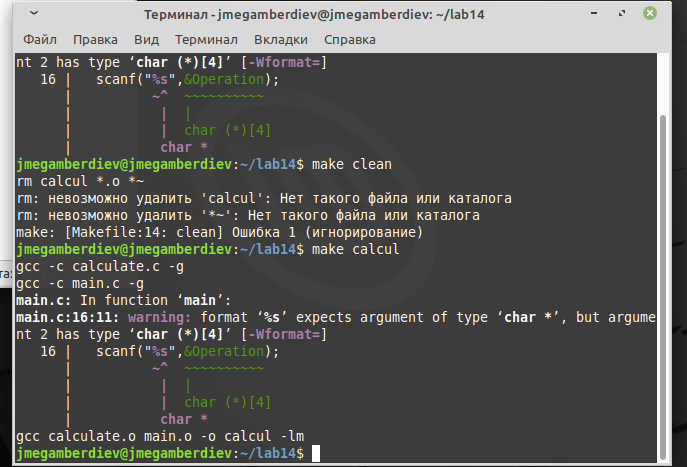 Терминал - jmegamberdiev@jmegamberdiev: ~/lab14
Файл Правка Вид Терминал Вкладки Справка
nt 2 has type ‘char (*)[4]’ [-Wformat=]
   16 |   scanf("%s",&Operation);
      |          ~^  ~~~~~~~~~~
      |           |  |
      |           |  char (*)[4]
      |           char *
jmegamberdiev@jmegamberdiev:~/lab14$ make clean
rm calcul *.o *~
rm: невозможно удалить 'calcul': Нет такого файла или каталога
rm: невозможно удалить '*~': Нет такого файла или каталога
make: [Makefile:14: clean] Ошибка 1 (игнорирование)
jmegamberdiev@jmegamberdiev:~/lab14$ make calcul
gcc -c calculate.c -g
gcc -c main.c -g
main.c: In function ‘main’:
main.c:16:11: warning: format ‘%s’ expects argument of type ‘char *’, but argume
nt 2 has type ‘char (*)[4]’ [-Wformat=]
   16 |   scanf("%s",&Operation);
      |          ~^  ~~~~~~~~~~
      |           |  |
      |           |  char (*)[4]
      |           char *
gcc calculate.o main.o -o calcul -lm
jmegamberdiev@jmegamberdiev:~/lab14$